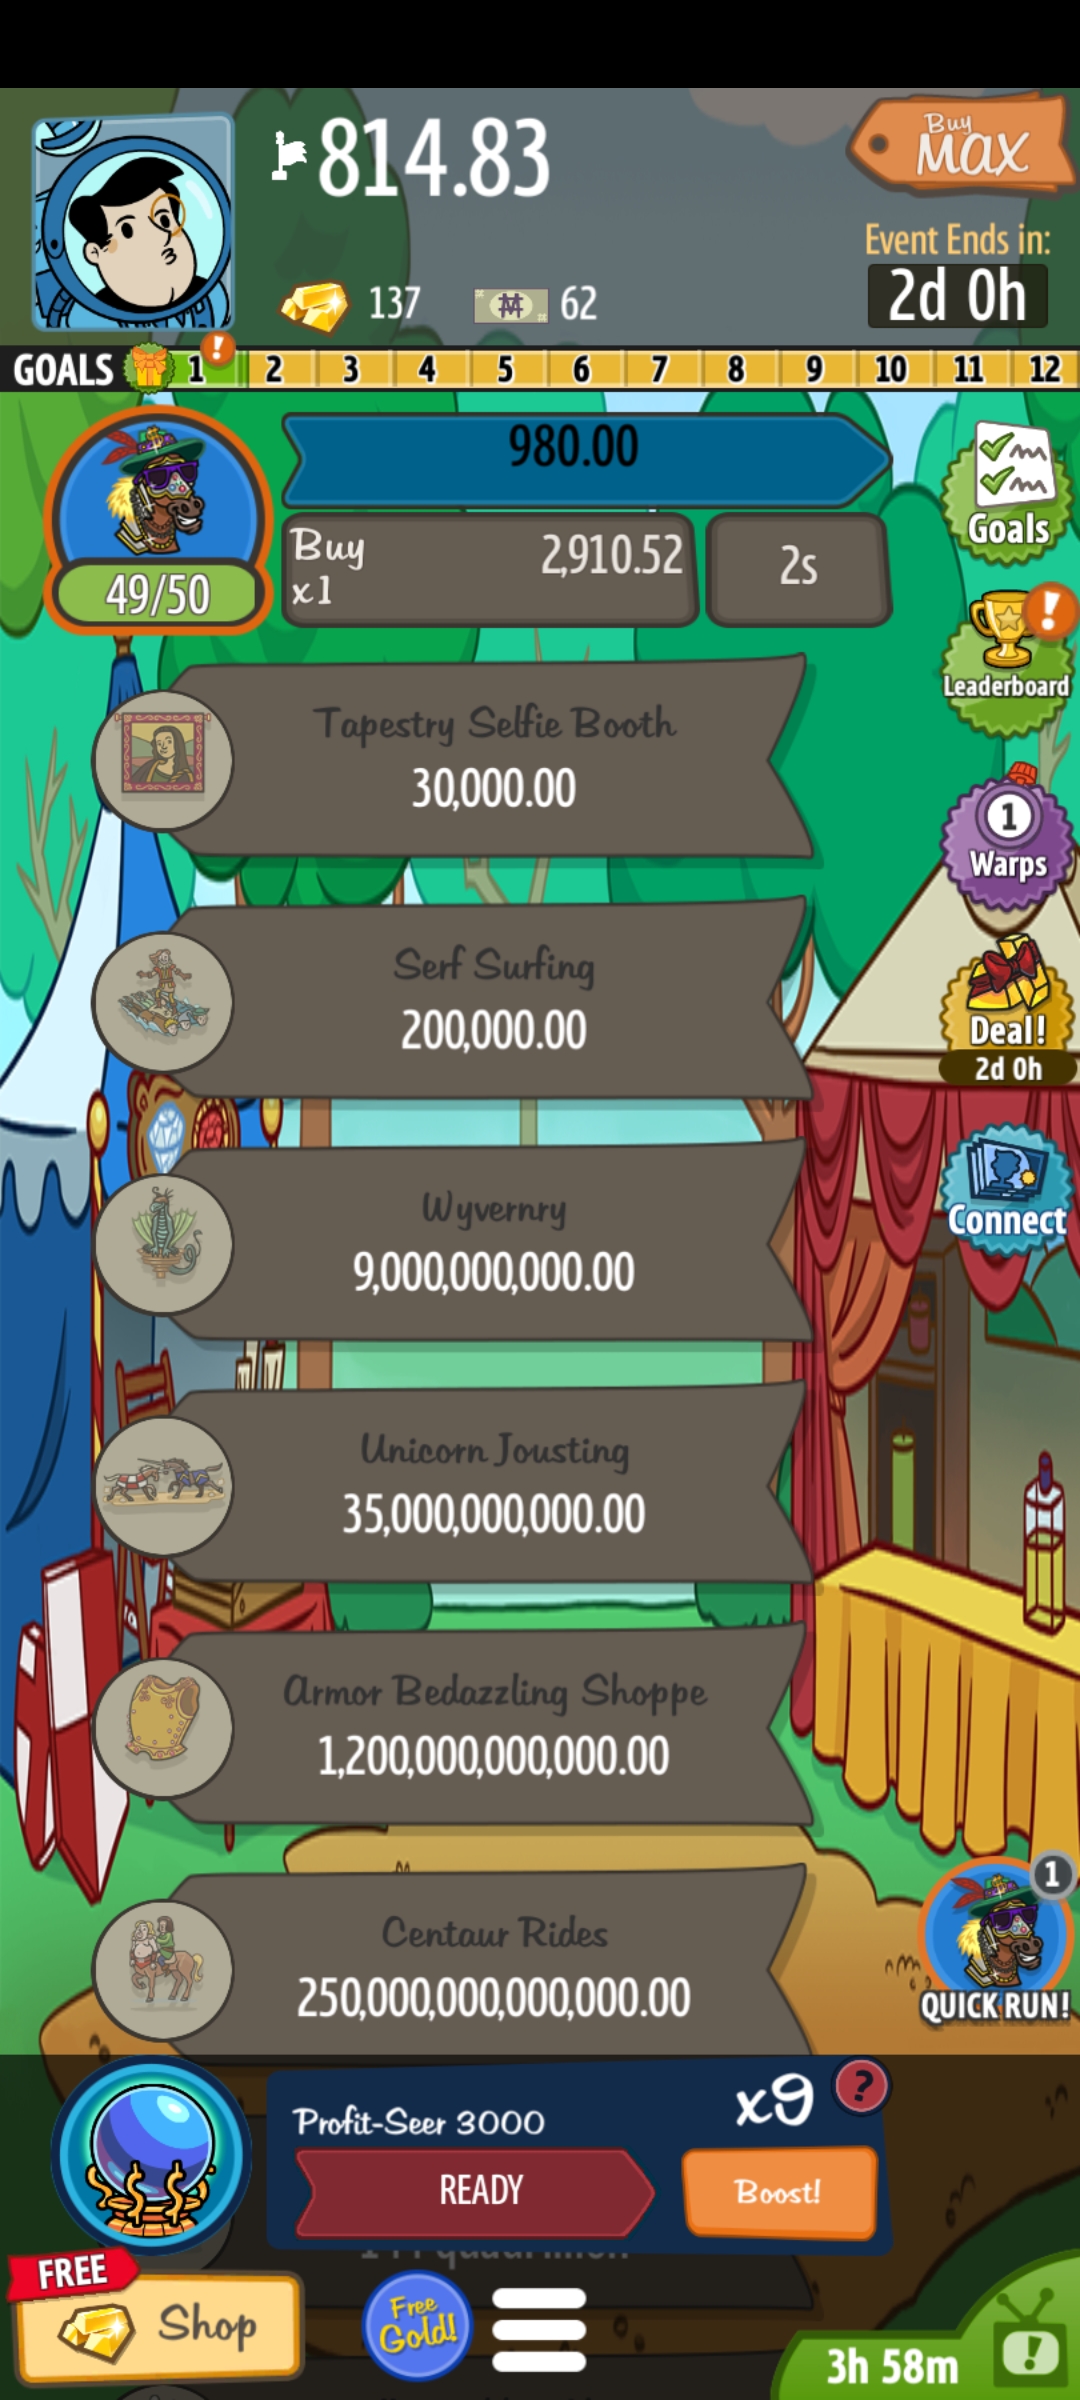 814.83
Buy
MAX
Event Ends in:
2d 0h
137
62
GOALS
1
!
2
3
4
5
6
7
8
9
10
11
12
980.00
49/50
Buy
x1
2,910.52
2s
Goals
!
Leaderboard
Tapestry Selfie Booth
30,000.00
1
Warps
Serf Surfing
200,000.00
Deal!
2d 0h
Wyvernry
9,000,000,000.00
Connect
Unicorn Jousting
35,000,000,000.00
Armor Bedazzling Shoppe
1,200,000,000,000.00
Centaur Rides
250,000,000,000,000.00
1
QUICK RUN!
Profit-Seer 3000
x9
?
READY
Boost!
FREE
Shop
Free
Gold!
3h 58m
!